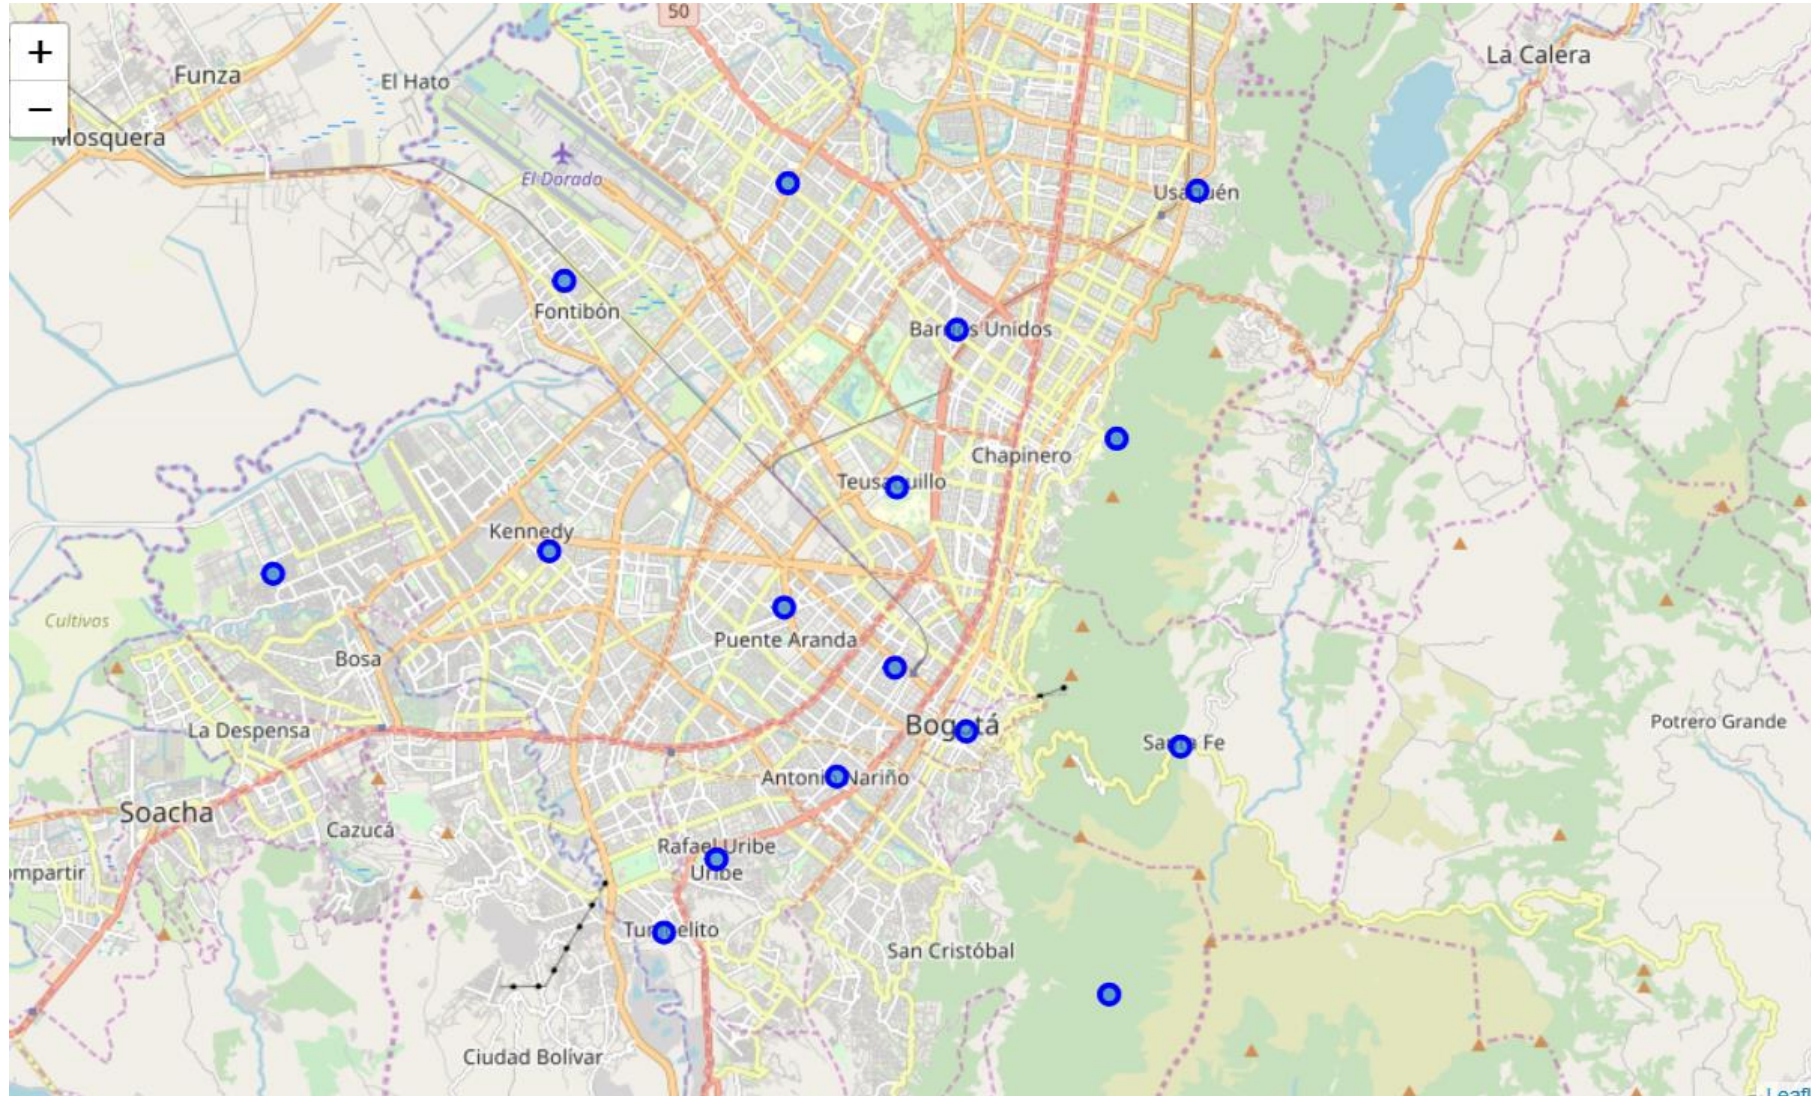 50
+
−
La Calera
Funza
El Hato
Mosquera
El Dorado
Usaquén
Fontibón
Barrios Unidos
Chapinero
Teusaquillo
Kennedy
Cultivos
Puente Aranda
Bosa
Bogotá
Potrero Grande
La Despensa
Santa Fe
Antonio Nariño
Soacha
Cazucá
Rafael Uribe
Uribe
ompartir
Tunjuelito
San Cristóbal
Ciudad Bolívar
Leafl